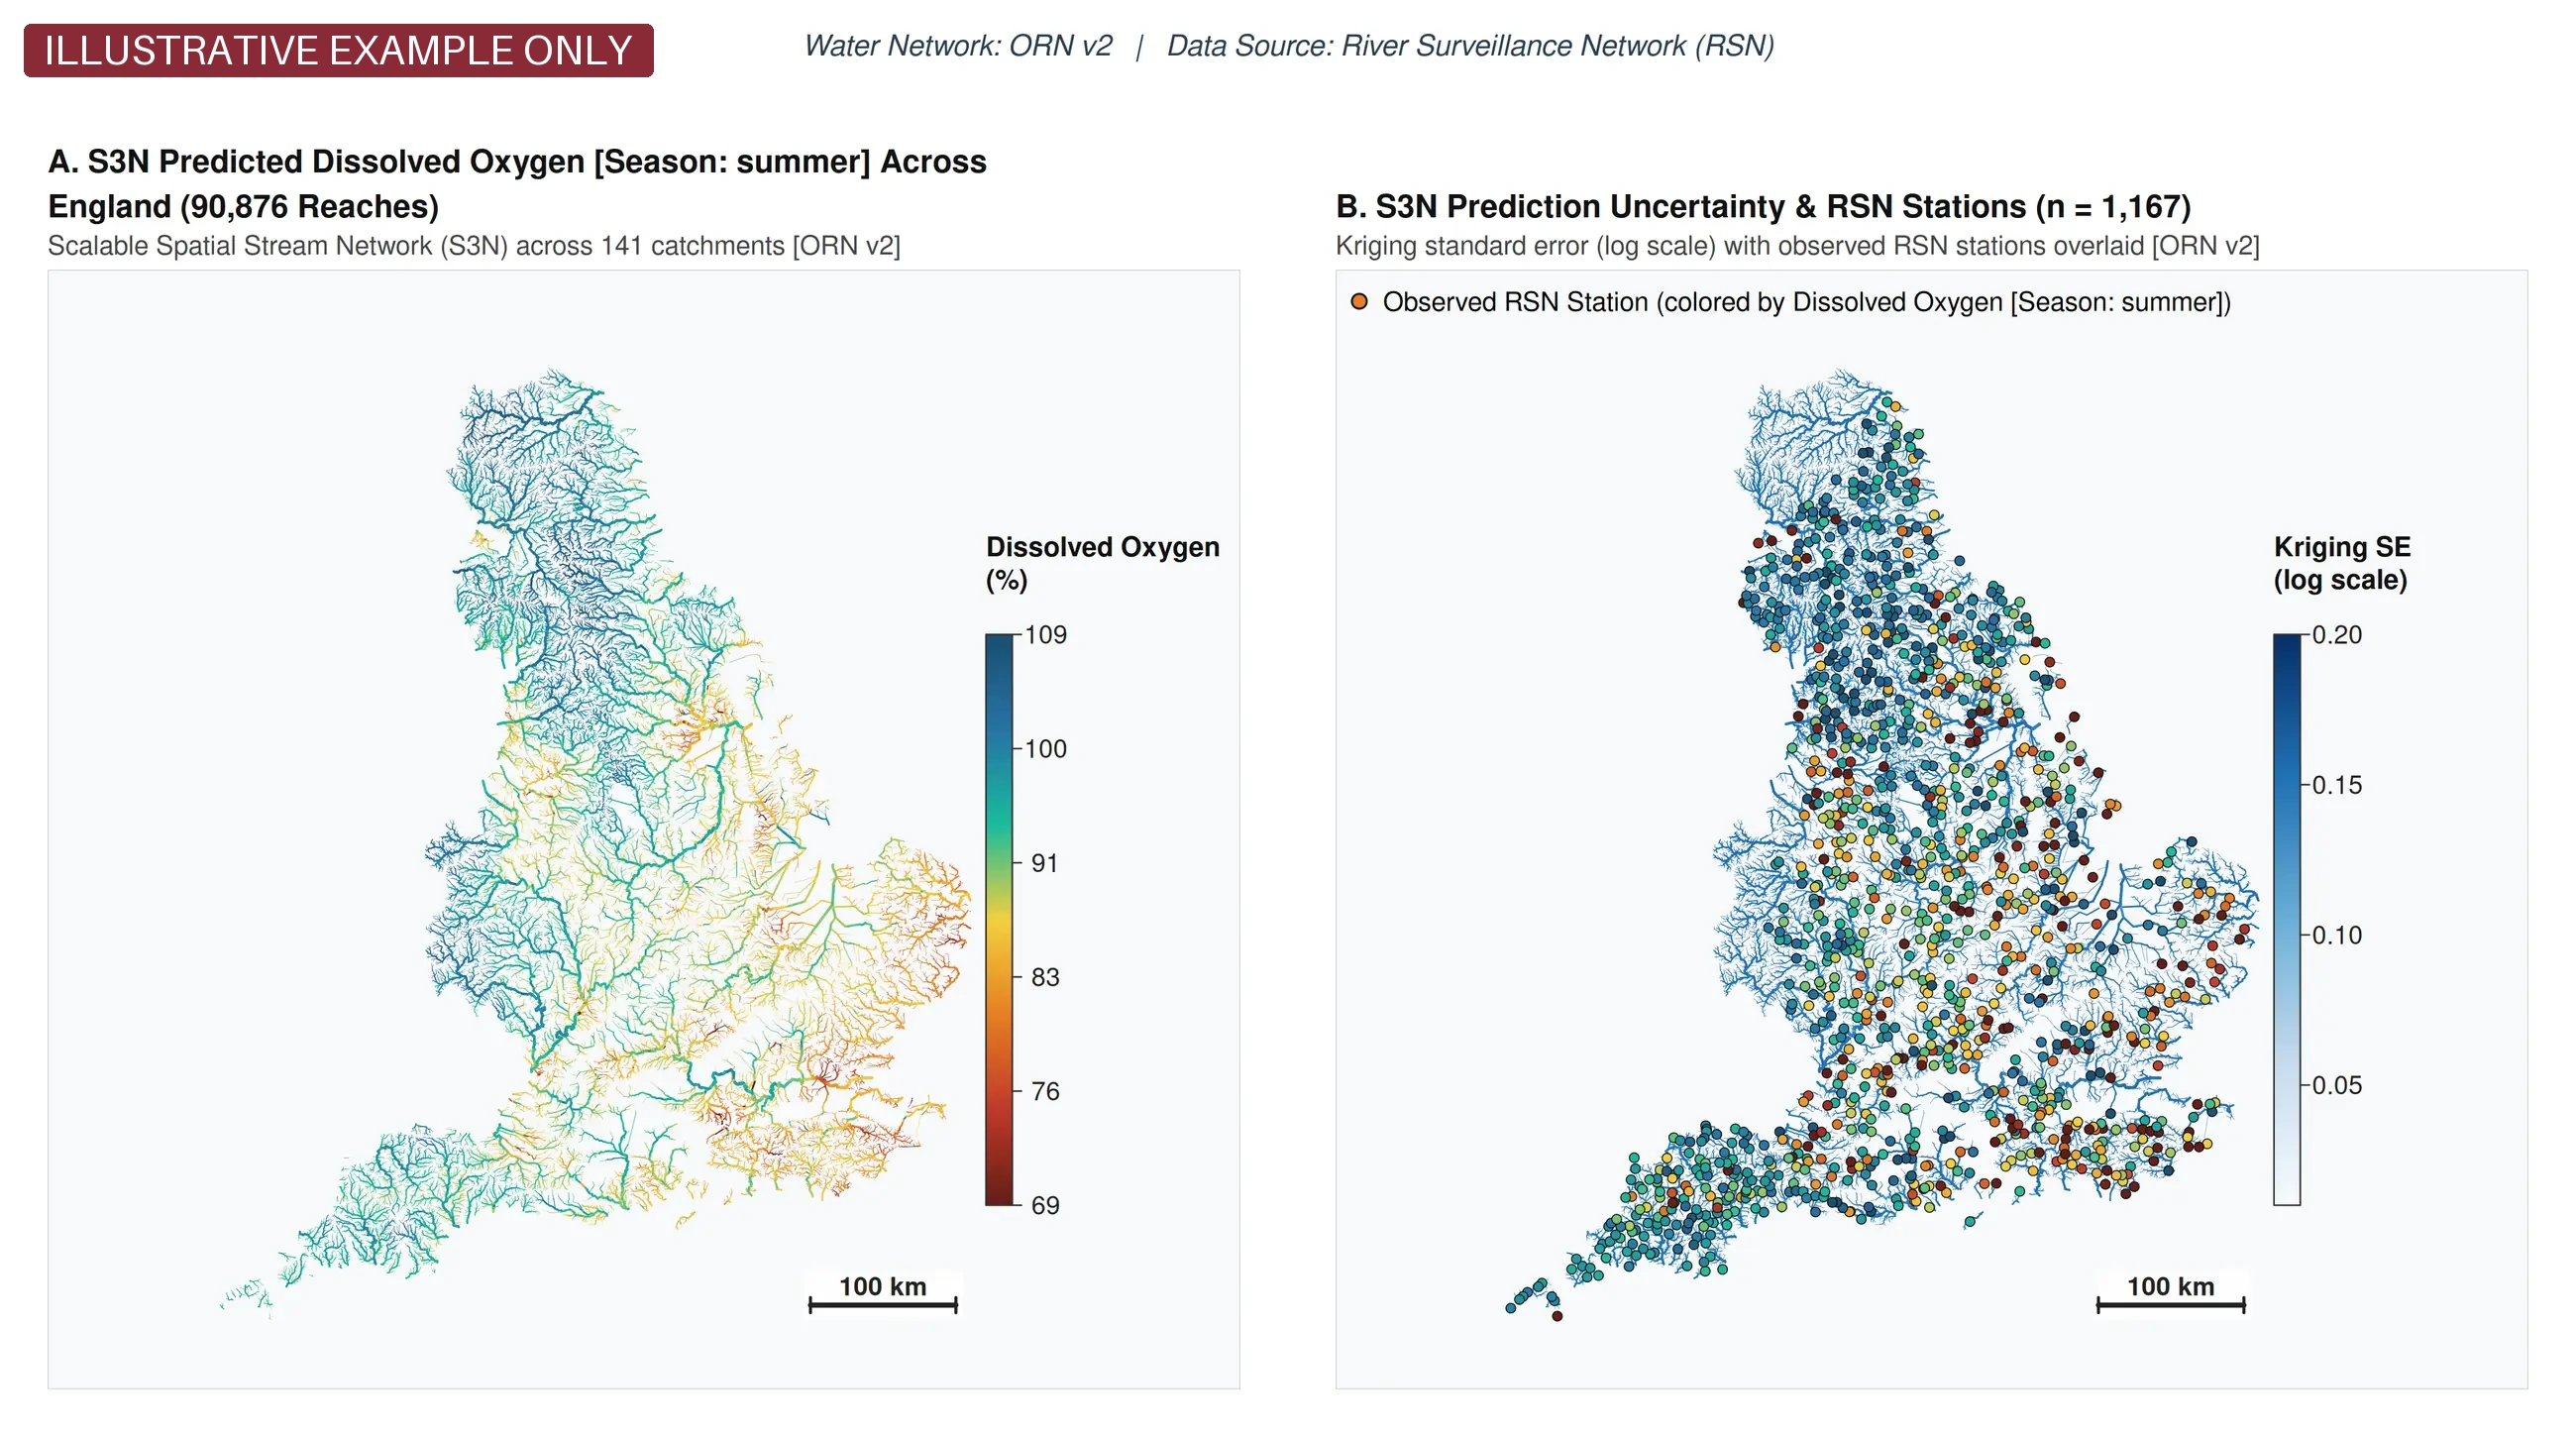 ILLUSTRATIVE EXAMPLE ONLY
Water Network: ORN v2 | Data Source: River Surveillance Network (RSN)
A. S3N Predicted Dissolved Oxygen [Season: summer] Across
England (90,876 Reaches)
Scalable Spatial Stream Network (S3N) across 141 catchments [ORN v2]
Dissolved Oxygen
(%)
109
100
91
83
76
69
100 km
B. S3N Prediction Uncertainty & RSN Stations (n = 1,167)
Kriging standard error (log scale) with observed RSN stations overlaid [ORN v2]
Observed RSN Station (colored by Dissolved Oxygen [Season: summer])
Kriging SE
(log scale)
0.20
0.15
0.10
0.05
100 km